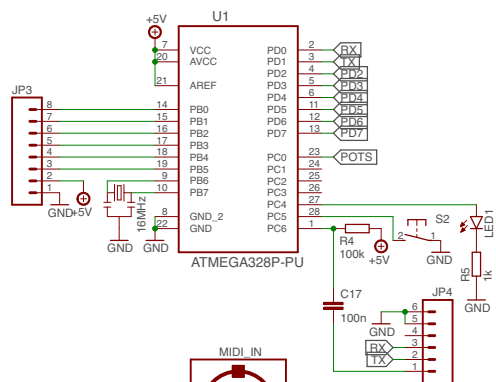 U1
+5V
7 VCC PD0 2 RX
20 AVCC PD1 3 TX
PD2 4 PD2
21 AREF PD3 5 PD3
PD4 6 PD4
JP3
8 14 PB0 PD5 11 PD5
7 15 PB1 PD6 12 PD6
6 16 PB2 PD7 13 PD7
5 17 PB3
4 18 PB4 PC0 23 POTS
3 19 PB5 PC1 24
2 9 PB6 PC2 25
1 10 PB7 PC3 26
GND +5V 16MHz PC4 27
8 GND_2 PC5 28
22 GND PC6 1
GND GND
ATMEGA328P-PU
R4
100k
+5V
S2
2 1
GND
LED1
R5
1k
GND
C17
100n
JP4
6
5
GND
4
RX 3
TX 2
1
MIDI_IN